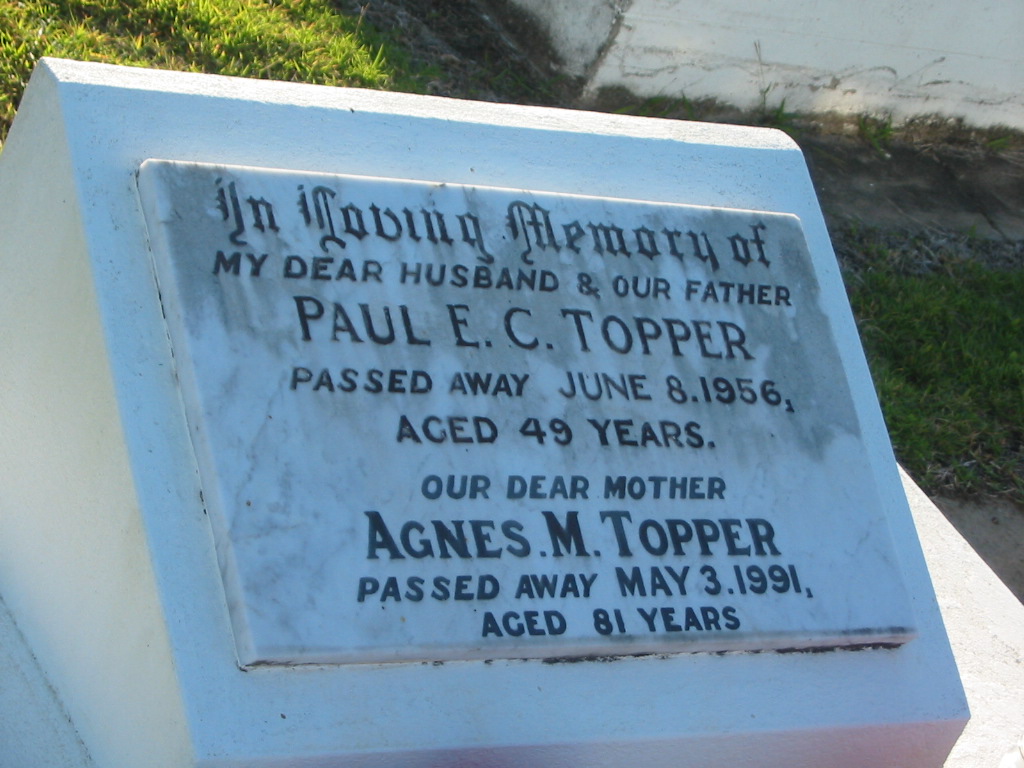 In Loving Memory of
MY DEAR HUSBAND & OUR FATHER
PAUL E. C. TOPPER
PASSED AWAY JUNE 8.1956,
AGED 49 YEARS.
OUR DEAR MOTHER
AGNES.M.TOPPER
PASSED AWAY MAY 3.1991,
AGED 81 YEARS